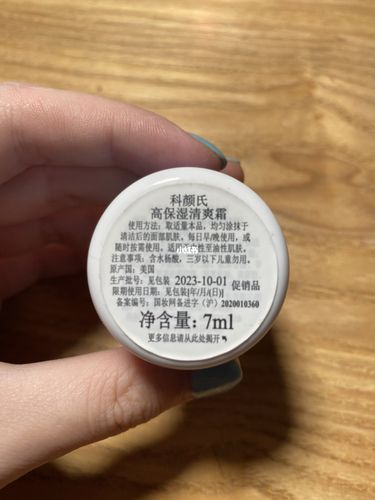 科颜氏
高保湿清爽霜
使用方法：取适量本品，均匀涂抹于
清洁后的面部肌肤，每日早/晚使用，或
随时按需使用。适用 性至油性肌肤。
注意事项：含水杨酸，三岁以下儿童勿用。
原产国：美国
生产批号：见包装 2023-10-01 促销品
限期使用日期：见包装[年/月/(日)]
备案编号：国妆网备进字（沪）2020010360
净含量：7ml
更多信息请从此处揭开